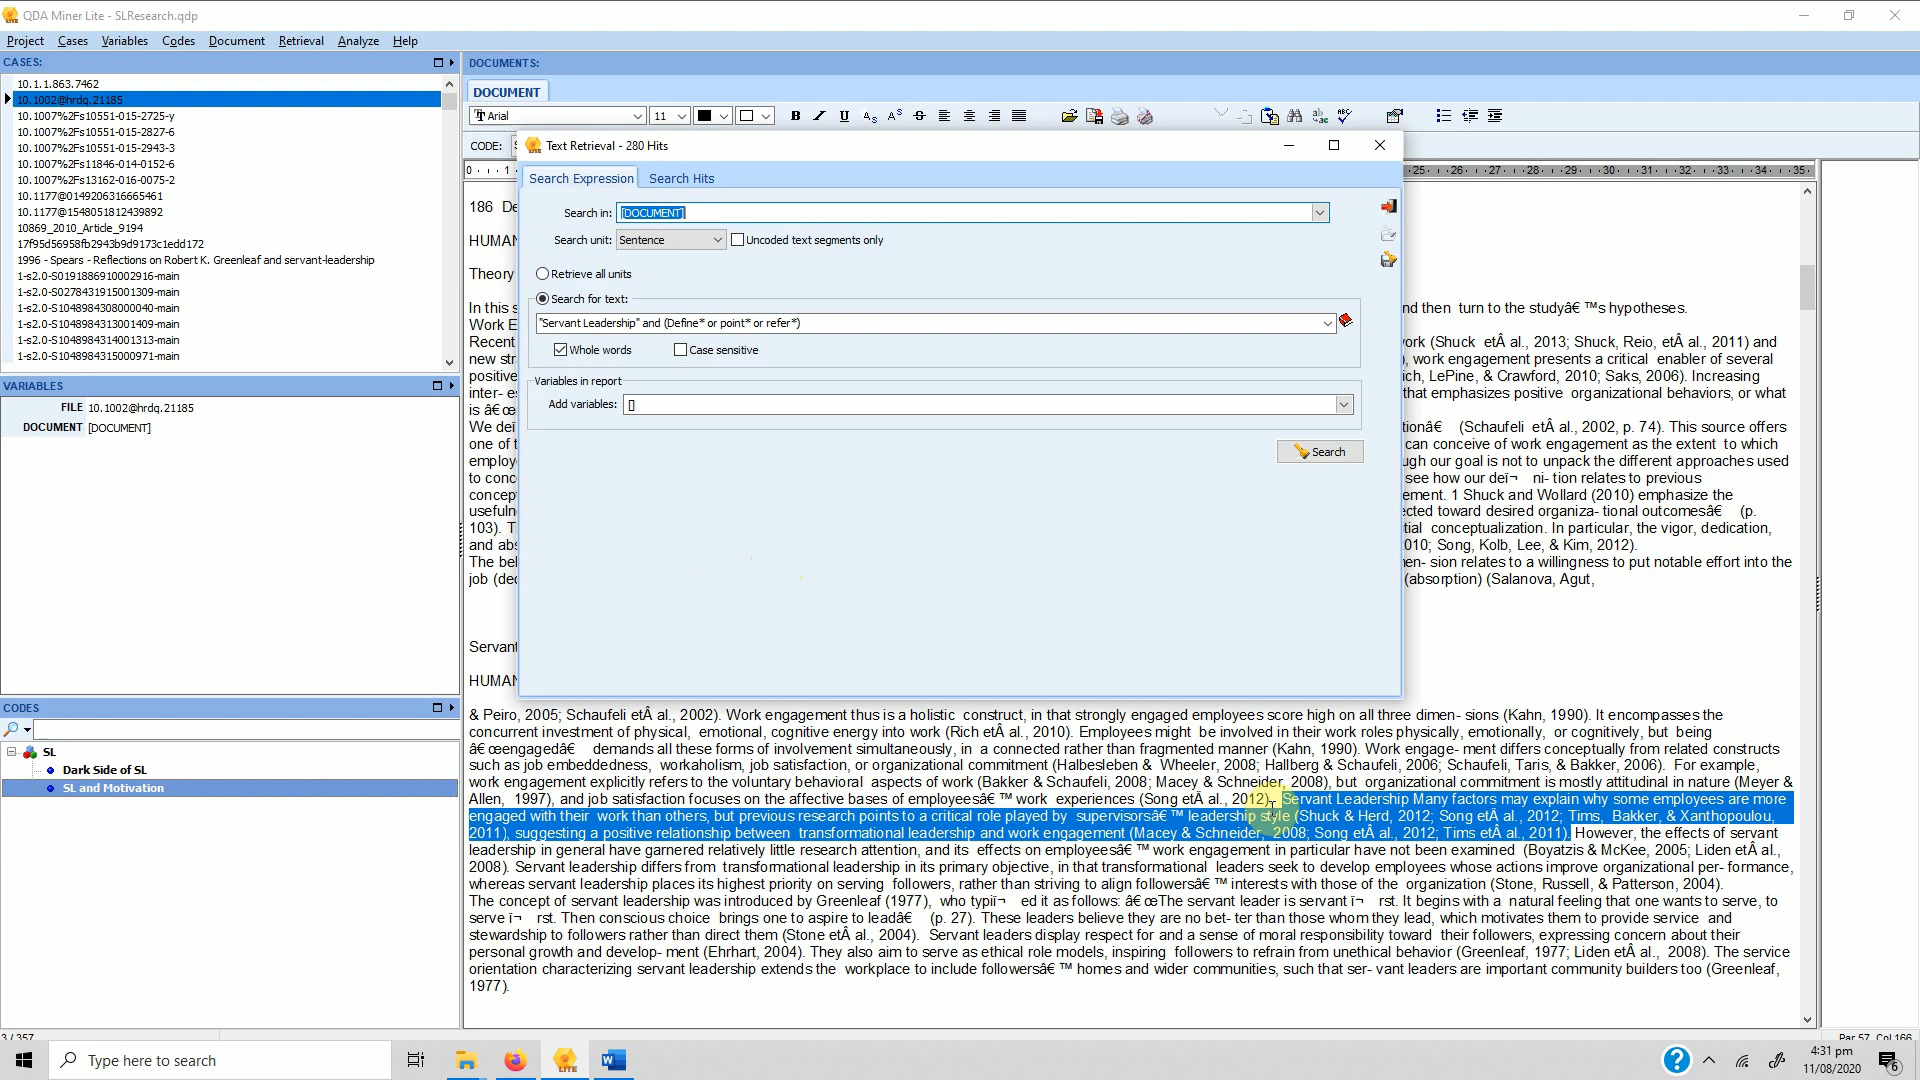 QDA Miner Lite - SLResearch.qdp
Project Cases Variables Codes Document Retrieval Analyze Help
CASES:
10.1.1.863.7462
10.1002@hrdq.21185
10.1007%2Fs10551-015-2725-y
10.1007%2Fs10551-015-2827-6
10.1007%2Fs10551-015-2943-3
10.1007%2Fs11846-014-0152-6
10.1007%2Fs13162-016-0075-2
10.1177@0149206316665461
10.1177@1548051812439892
10869_2010_Article_9194
17f95d56958fb2943b9d9173c1edd172
1996 - Spears - Reflections on Robert K. Greenleaf and servant-leadership
1-s2.0-S0191886910002916-main
1-s2.0-S0278431915001309-main
1-s2.0-S1048984308000040-main
1-s2.0-S1048984313001409-main
1-s2.0-S1048984314001313-main
1-s2.0-S1048984315000971-main
VARIABLES
FILE 10.1002@hrdq.21185
DOCUMENT [DOCUMENT]
CODES
SL
Dark Side of SL
SL and Motivation
3 / 357
DOCUMENTS:
DOCUMENT
Arial 11
CODE:
Text Retrieval - 280 Hits
Search Expression Search Hits
Search in: [DOCUMENT]
Search unit: Sentence Uncoded text segments only
Retrieve all units
Search for text:
"Servant Leadership" and (Define* or point* or refer*)
Whole words Case sensitive
Variables in report
Add variables: []
Search
0 1 25 26 27 28 29 30 31 32 33 34 35
186 De
HUMAN
Theory
In this s nd then turn to the studyâ€ ™s hypotheses.
Work E
Recent ork (Shuck etÂ al., 2013; Shuck, Reio, etÂ al., 2011) and
new str ), work engagement presents a critical enabler of several
positive ich, LePine, & Crawford, 2010; Saks, 2006). Increasing
inter- es that emphasizes positive organizational behaviors, or what
is â€œ
We deï tionâ€ (Schaufeli etÂ al., 2002, p. 74). This source offers
one of t can conceive of work engagement as the extent to which
employ ugh our goal is not to unpack the different approaches used
to conc see how our deï¬ ni- tion relates to previous
concep ement. 1 Shuck and Wollard (2010) emphasize the
usefuln cted toward desired organiza- tional outcomesâ€ (p.
103). T tial conceptualization. In particular, the vigor, dedication,
and abs 010; Song, Kolb, Lee, & Kim, 2012).
The bel en- sion relates to a willingness to put notable effort into the
job (dec (absorption) (Salanova, Agut,
Servant
HUMAN
& Peiro, 2005; Schaufeli etÂ al., 2002). Work engagement thus is a holistic construct, in that strongly engaged employees score high on all three dimen- sions (Kahn, 1990). It encompasses the
concurrent investment of physical, emotional, cognitive energy into work (Rich etÂ al., 2010). Employees might be involved in their work roles physically, emotionally, or cognitively, but being
â€œengagedâ€ demands all these forms of involvement simultaneously, in a connected rather than fragmented manner (Kahn, 1990). Work engage- ment differs conceptually from related constructs
such as job embeddedness, workaholism, job satisfaction, or organizational commitment (Halbesleben & Wheeler, 2008; Hallberg & Schaufeli, 2006; Schaufeli, Taris, & Bakker, 2006). For example,
work engagement explicitly refers to the voluntary behavioral aspects of work (Bakker & Schaufeli, 2008; Macey & Schneider, 2008), but organizational commitment is mostly attitudinal in nature (Meyer &
Allen, 1997), and job satisfaction focuses on the affective bases of employeesâ€ ™ work experiences (Song etÂ al., 2012). Servant Leadership Many factors may explain why some employees are more
engaged with their work than others, but previous research points to a critical role played by supervisorsâ€ ™ leadership style (Shuck & Herd, 2012; Song etÂ al., 2012; Tims, Bakker, & Xanthopoulou,
2011), suggesting a positive relationship between transformational leadership and work engagement (Macey & Schneider, 2008; Song etÂ al., 2012; Tims etÂ al., 2011). However, the effects of servant
leadership in general have garnered relatively little research attention, and its effects on employeesâ€ ™ work engagement in particular have not been examined (Boyatzis & McKee, 2005; Liden etÂ al.,
2008). Servant leadership differs from transformational leadership in its primary objective, in that transformational leaders seek to develop employees whose actions improve organizational per- formance,
whereas servant leadership places its highest priority on serving followers, rather than striving to align followersâ€ ™ interests with those of the organization (Stone, Russell, & Patterson, 2004).
The concept of servant leadership was introduced by Greenleaf (1977), who typiï¬ ed it as follows: â€œThe servant leader is servant ï¬ rst. It begins with a natural feeling that one wants to serve, to
serve ï¬ rst. Then conscious choice brings one to aspire to leadâ€ (p. 27). These leaders believe they are no bet- ter than those whom they lead, which motivates them to provide service and
stewardship to followers rather than direct them (Stone etÂ al., 2004). Servant leaders display respect for and a sense of moral responsibility toward their followers, expressing concern about their
personal growth and develop- ment (Ehrhart, 2004). They also aim to serve as ethical role models, inspiring followers to refrain from unethical behavior (Greenleaf, 1977; Liden etÂ al., 2008). The service
orientation characterizing servant leadership extends the workplace to include followersâ€ ™ homes and wider communities, such that ser- vant leaders are important community builders too (Greenleaf,
1977).
Par 57, Col 166
Type here to search
4:31 pm
11/08/2020
6